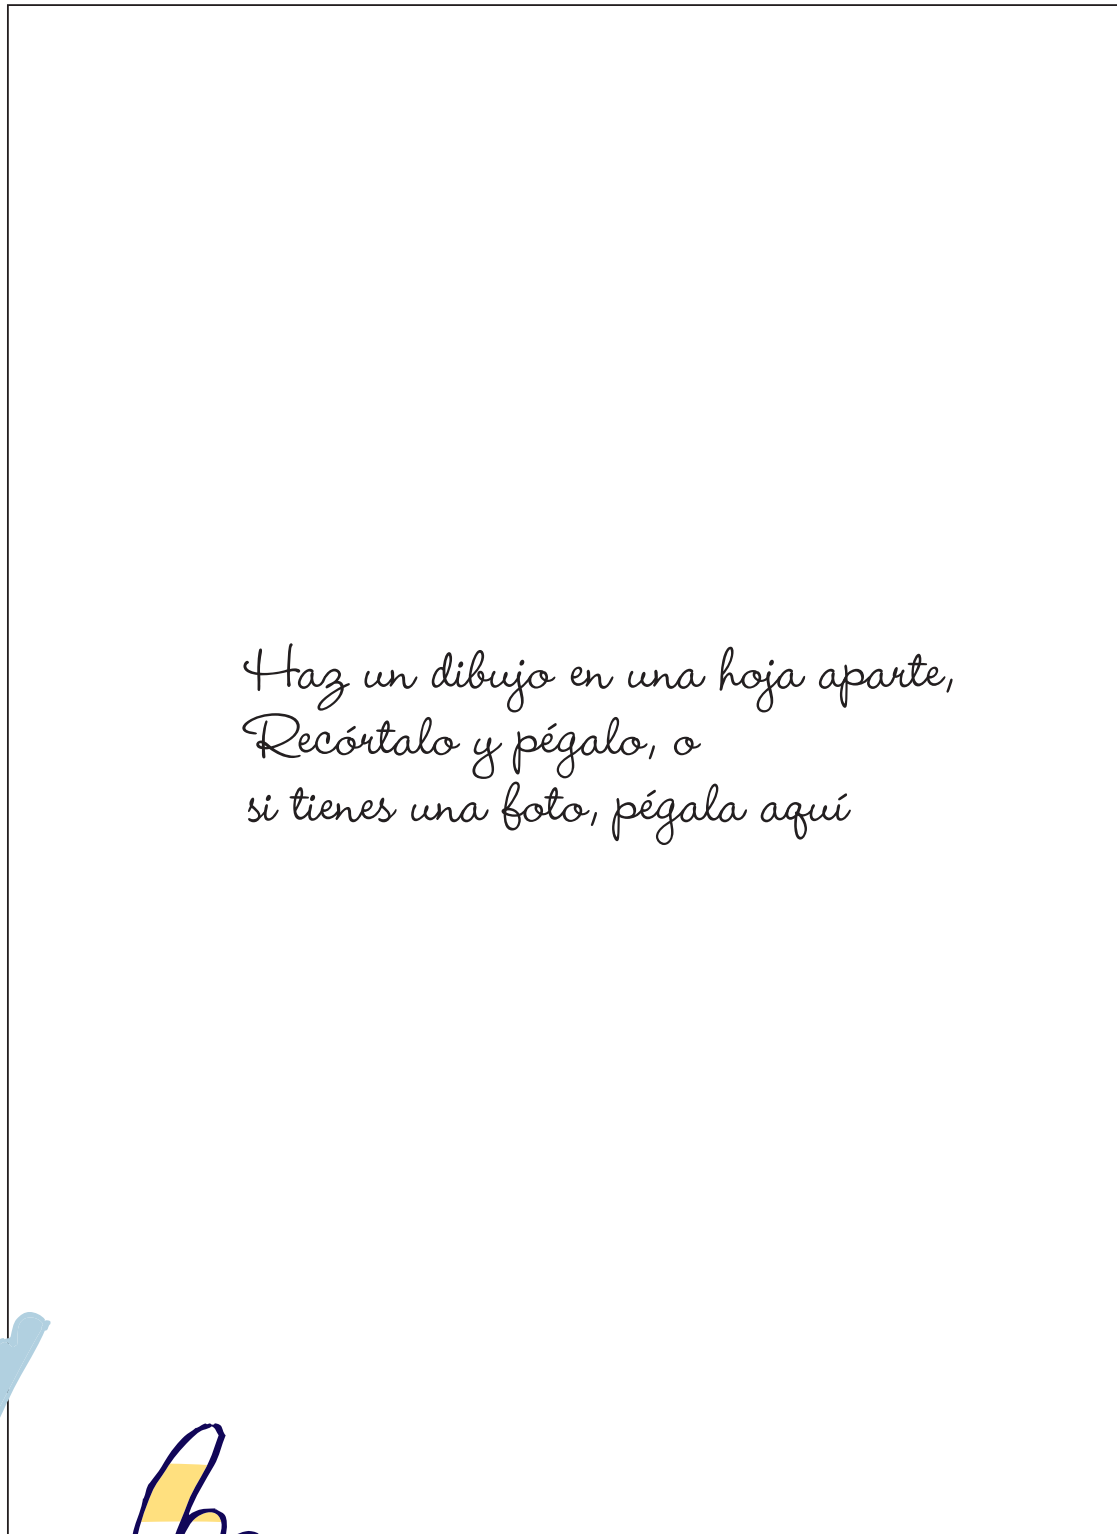 Haz un dibujo en una hoja aparte,
Recórtalo y pégalo, o
si tienes una foto, pégala aquí